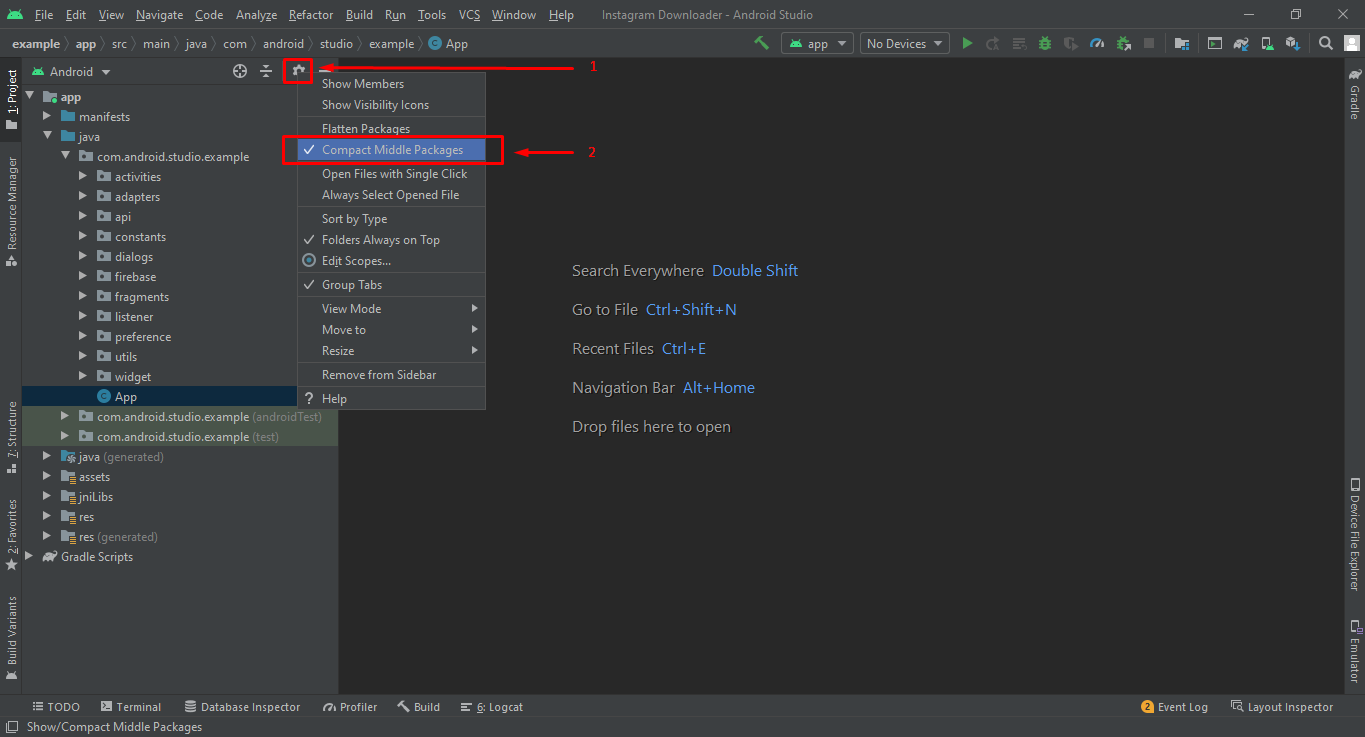 File Edit View Navigate Code Analyze Refactor Build Run Tools VCS Window Help Instagram Downloader - Android Studio
example app src main java com android studio example App app No Devices
Android
1
1: Project
Resource Manager
7: Structure
2: Favorites
Build Variants
app
manifests
java
com.android.studio.example
activities
adapters
api
constants
dialogs
firebase
fragments
listener
preference
utils
widget
App
com.android.studio.example (androidTest)
com.android.studio.example (test)
java (generated)
assets
jniLibs
res
res (generated)
Gradle Scripts
Show Members
Show Visibility Icons
Flatten Packages
Compact Middle Packages
2
Open Files with Single Click
Always Select Opened File
Sort by Type
Folders Always on Top
Edit Scopes...
Group Tabs
View Mode
Move to
Resize
Remove from Sidebar
? Help
Search Everywhere Double Shift
Go to File Ctrl+Shift+N
Recent Files Ctrl+E
Navigation Bar Alt+Home
Drop files here to open
Gradle
Device File Explorer
Emulator
TODO Terminal Database Inspector Profiler Build 6: Logcat 2 Event Log Layout Inspector
Show/Compact Middle Packages